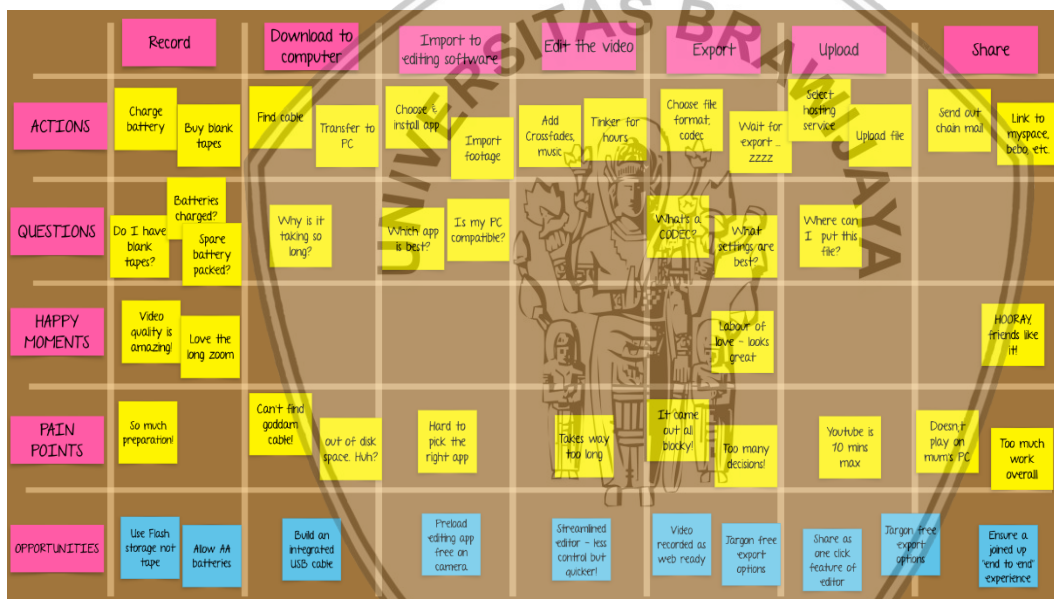 Record
Download to
computer
Import to
editing software
Edit the video
Export
Upload
Share
ACTIONS
Charge
battery
Buy blank
tapes
Find cable
Transfer to
PC
Choose &
install app
Import
footage
Add
Crossfades,
music
Tinker for
hours
Choose file
format,
codec
Wait for
export ...
zzzz
Select
hosting
service
Upload file
Send out
chain mall
Link to
myspace,
bebo, etc.
QUESTIONS
Do I have
blank
tapes?
Batteries
charged?
Spare
battery
packed?
Why is it
taking so
long?
Which app
is best?
Is my PC
compatible?
What's a
CODEC?
What
settings are
best?
Where can
I put this
file?
HAPPY
MOMENTS
Video
quality is
amazing!
Love the
long zoom
Labour of
love - looks
great
HOORAY,
friends like
it!
PAIN
POINTS
So much
preparation!
Can't find
goddam
cable!
out of disk
space. Huh?
Hard to
pick the
right app
Takes way
too long
It came
out all
blocky!
Too many
decisions!
Youtube is
10 mins
max
Doesn't
play on
mum's PC
Too much
work
overall
OPPORTUNITIES
Use Flash
storage not
tape
Allow AA
batteries
Build an
integrated
USB cable
Preload
editing app
free on
camera
Streamlined
editor - less
control but
quicker!
Video
recorded as
web ready
Jargon free
export
options
Share as
one click
feature of
editor
Jargon free
export
options
Ensure a
joined up
"end to end"
experience
UNIVERSITAS BRAWIJAYA